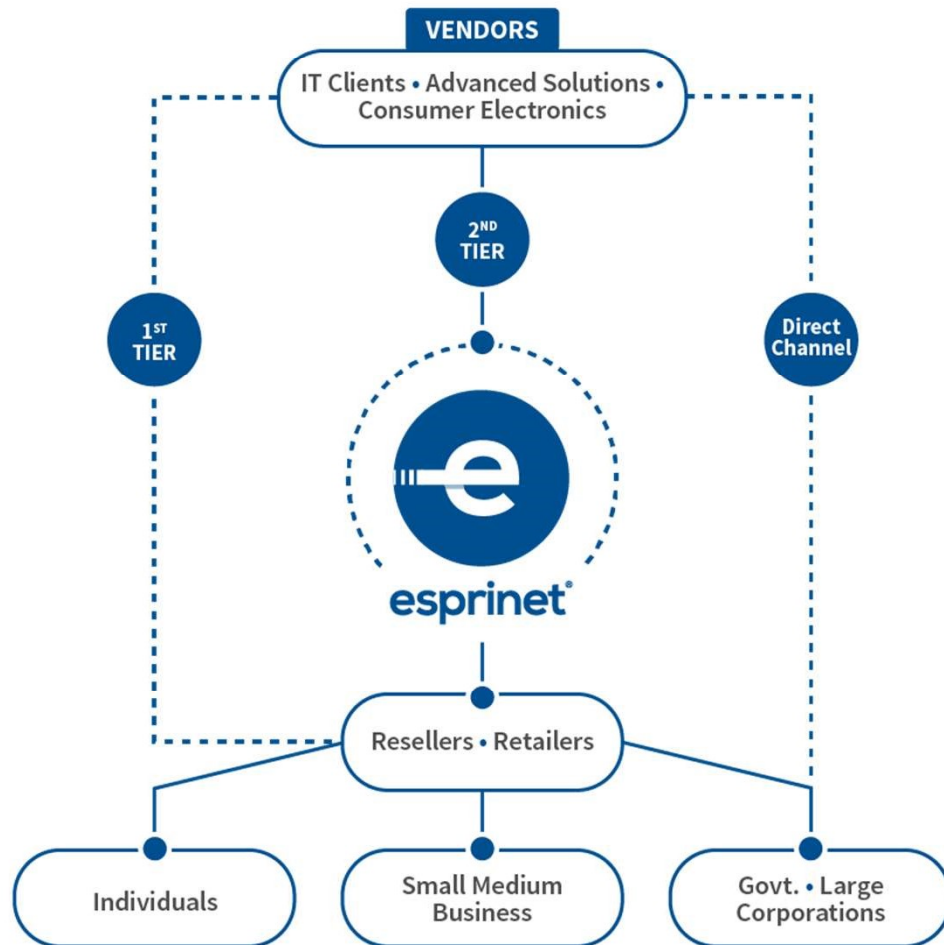 VENDORS
IT Clients • Advanced Solutions •
Consumer Electronics
2ND
TIER
1ST
TIER
Direct
Channel
e
esprinet®
Resellers • Retailers
Individuals
Small Medium
Business
Govt. • Large
Corporations